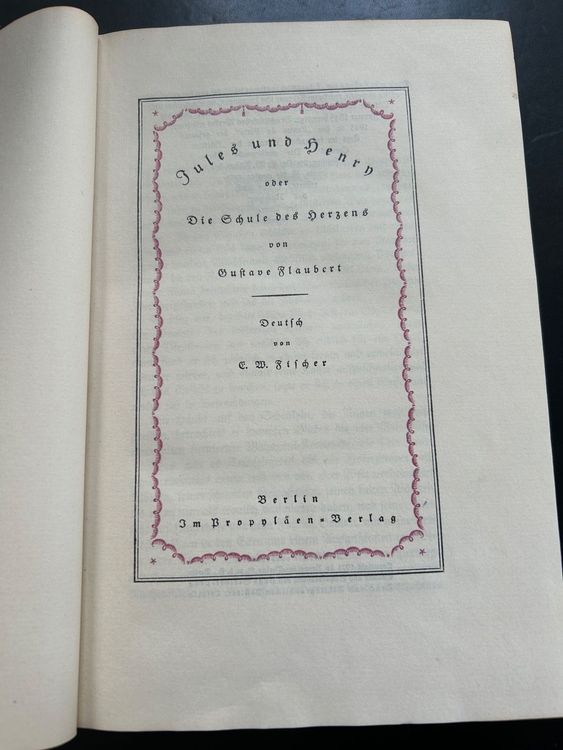 Jules und Henry
oder
Die Schule des Herzens
von
Gustave Flaubert
Deutsch
von
E. W. Fischer
Berlin
Im Propyläen-Verlag